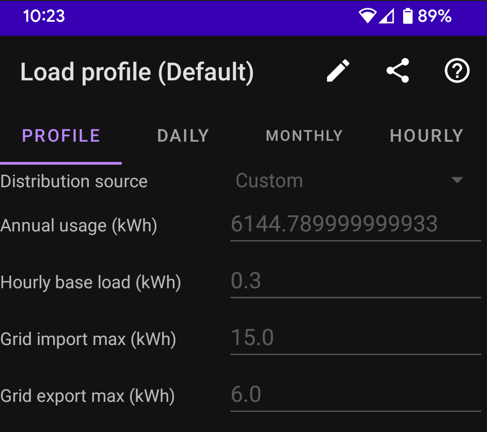 10:23 89%
Load profile (Default)
PROFILE DAILY MONTHLY HOURLY
Distribution source Custom
Annual usage (kWh) 6144.789999999933
Hourly base load (kWh) 0.3
Grid import max (kWh) 15.0
Grid export max (kWh) 6.0